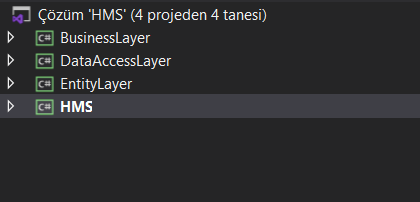 Çözüm 'HMS' (4 projeden 4 tanesi)
C# BusinessLayer
C# DataAccessLayer
C# EntityLayer
C# HMS